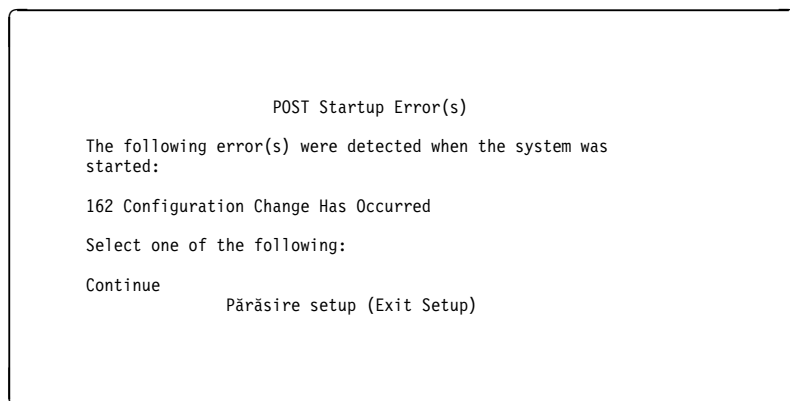 POST Startup Error(s)
The following error(s) were detected when the system was
started:
162 Configuration Change Has Occurred
Select one of the following:
Continue
Părăsire setup (Exit Setup)